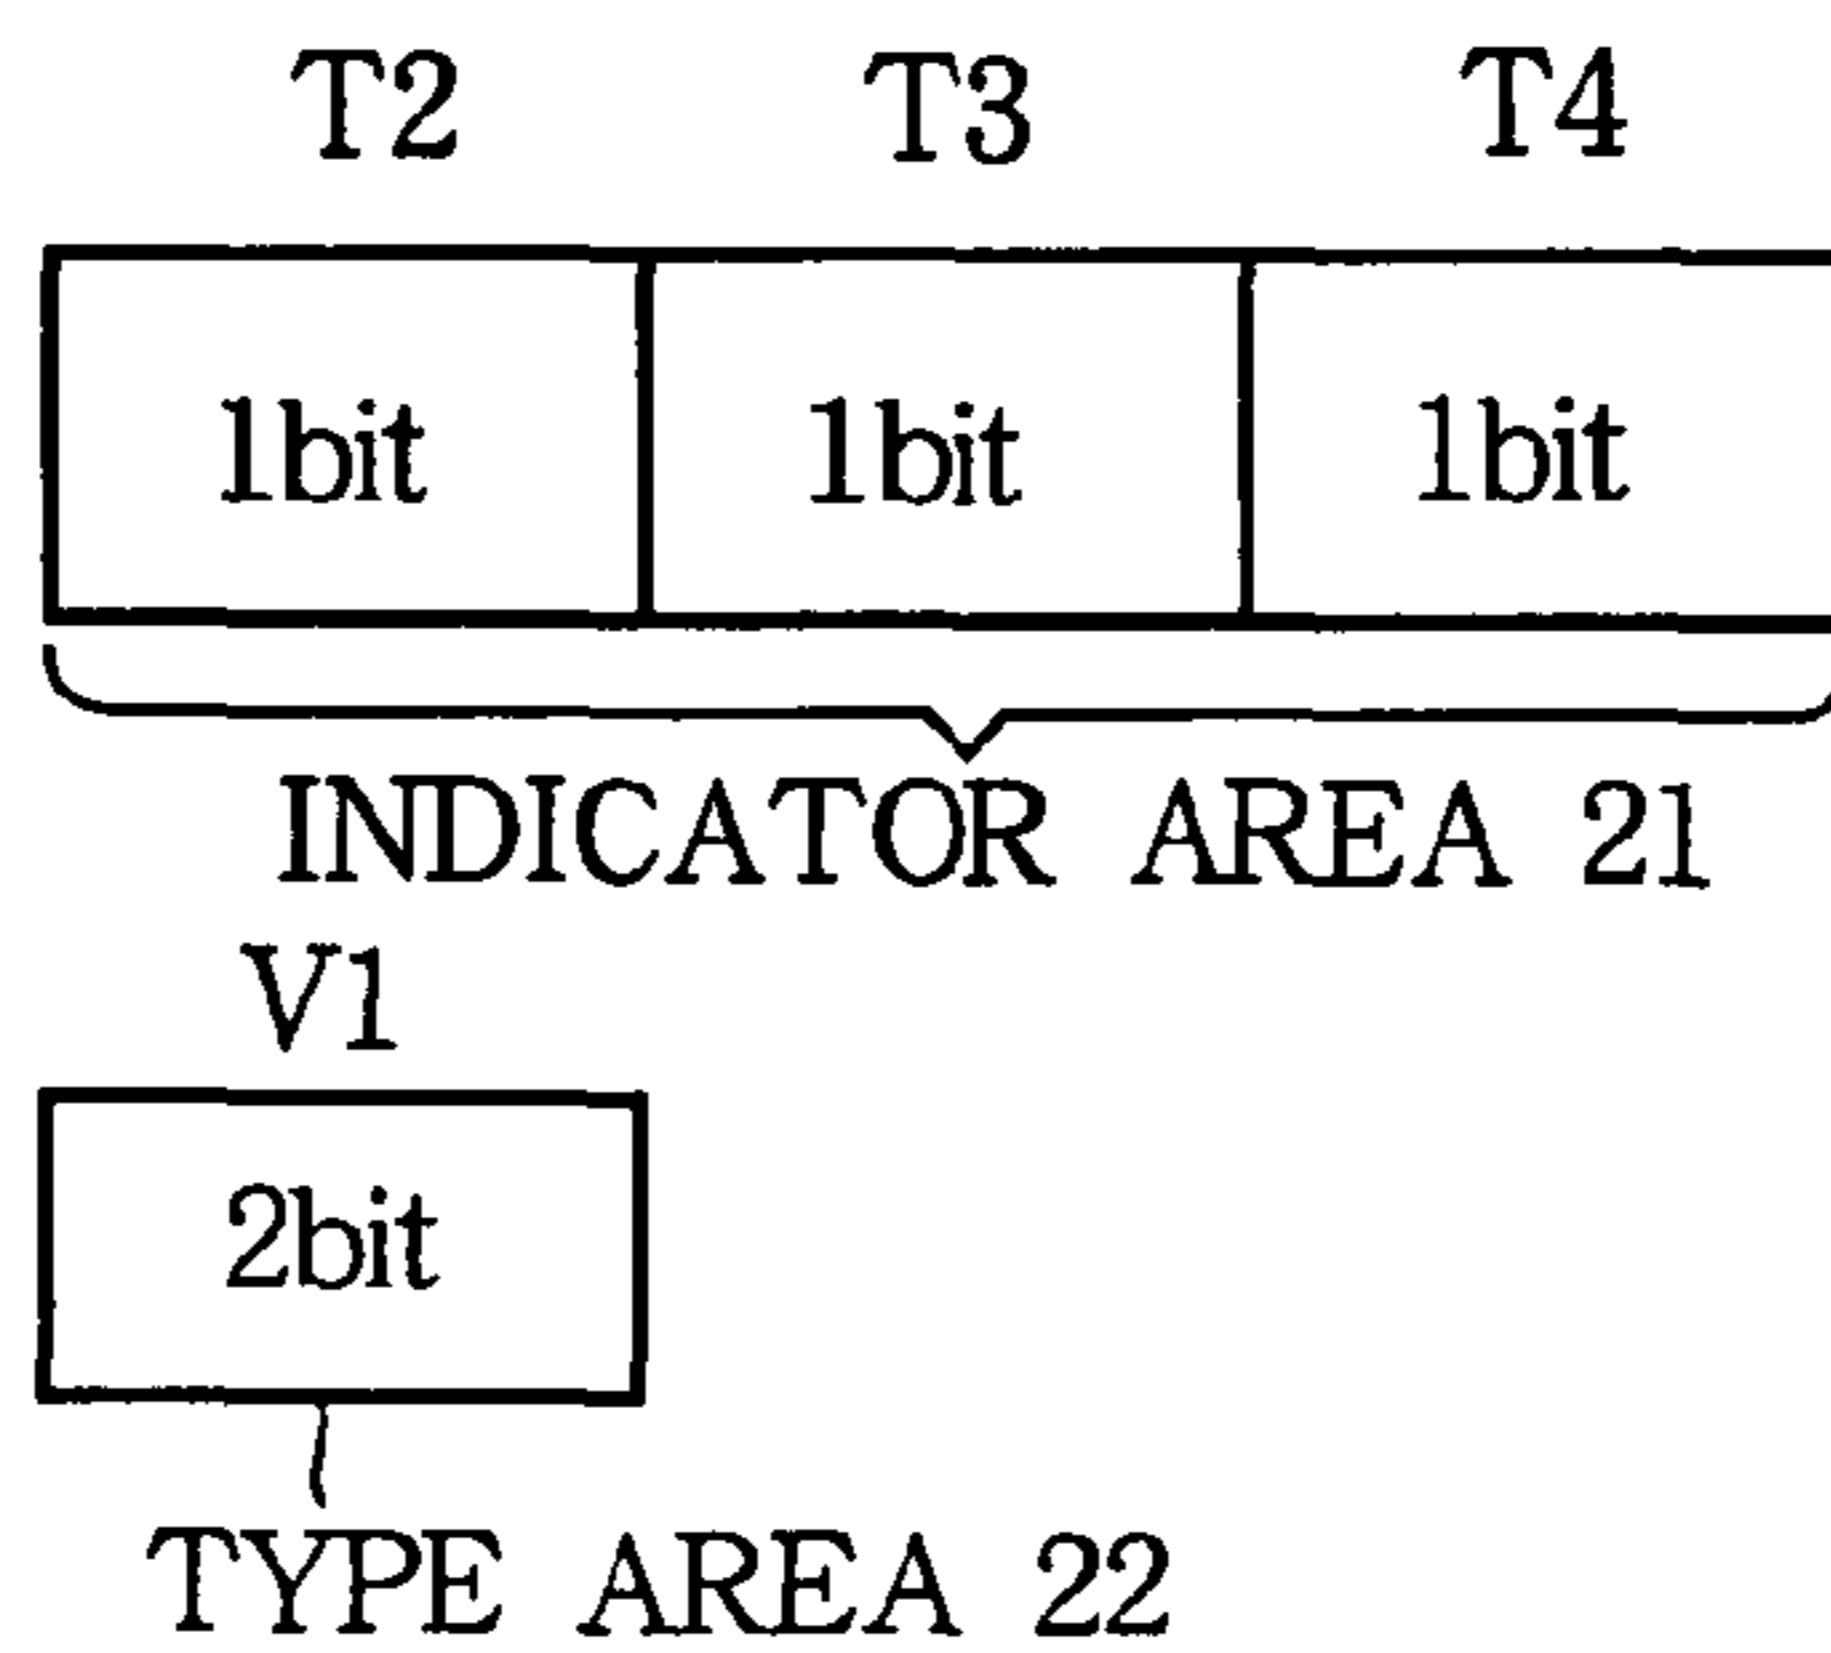 T2 T3 T4
1bit 1bit 1bit
INDICATOR AREA 21
V1
2bit
TYPE AREA 22